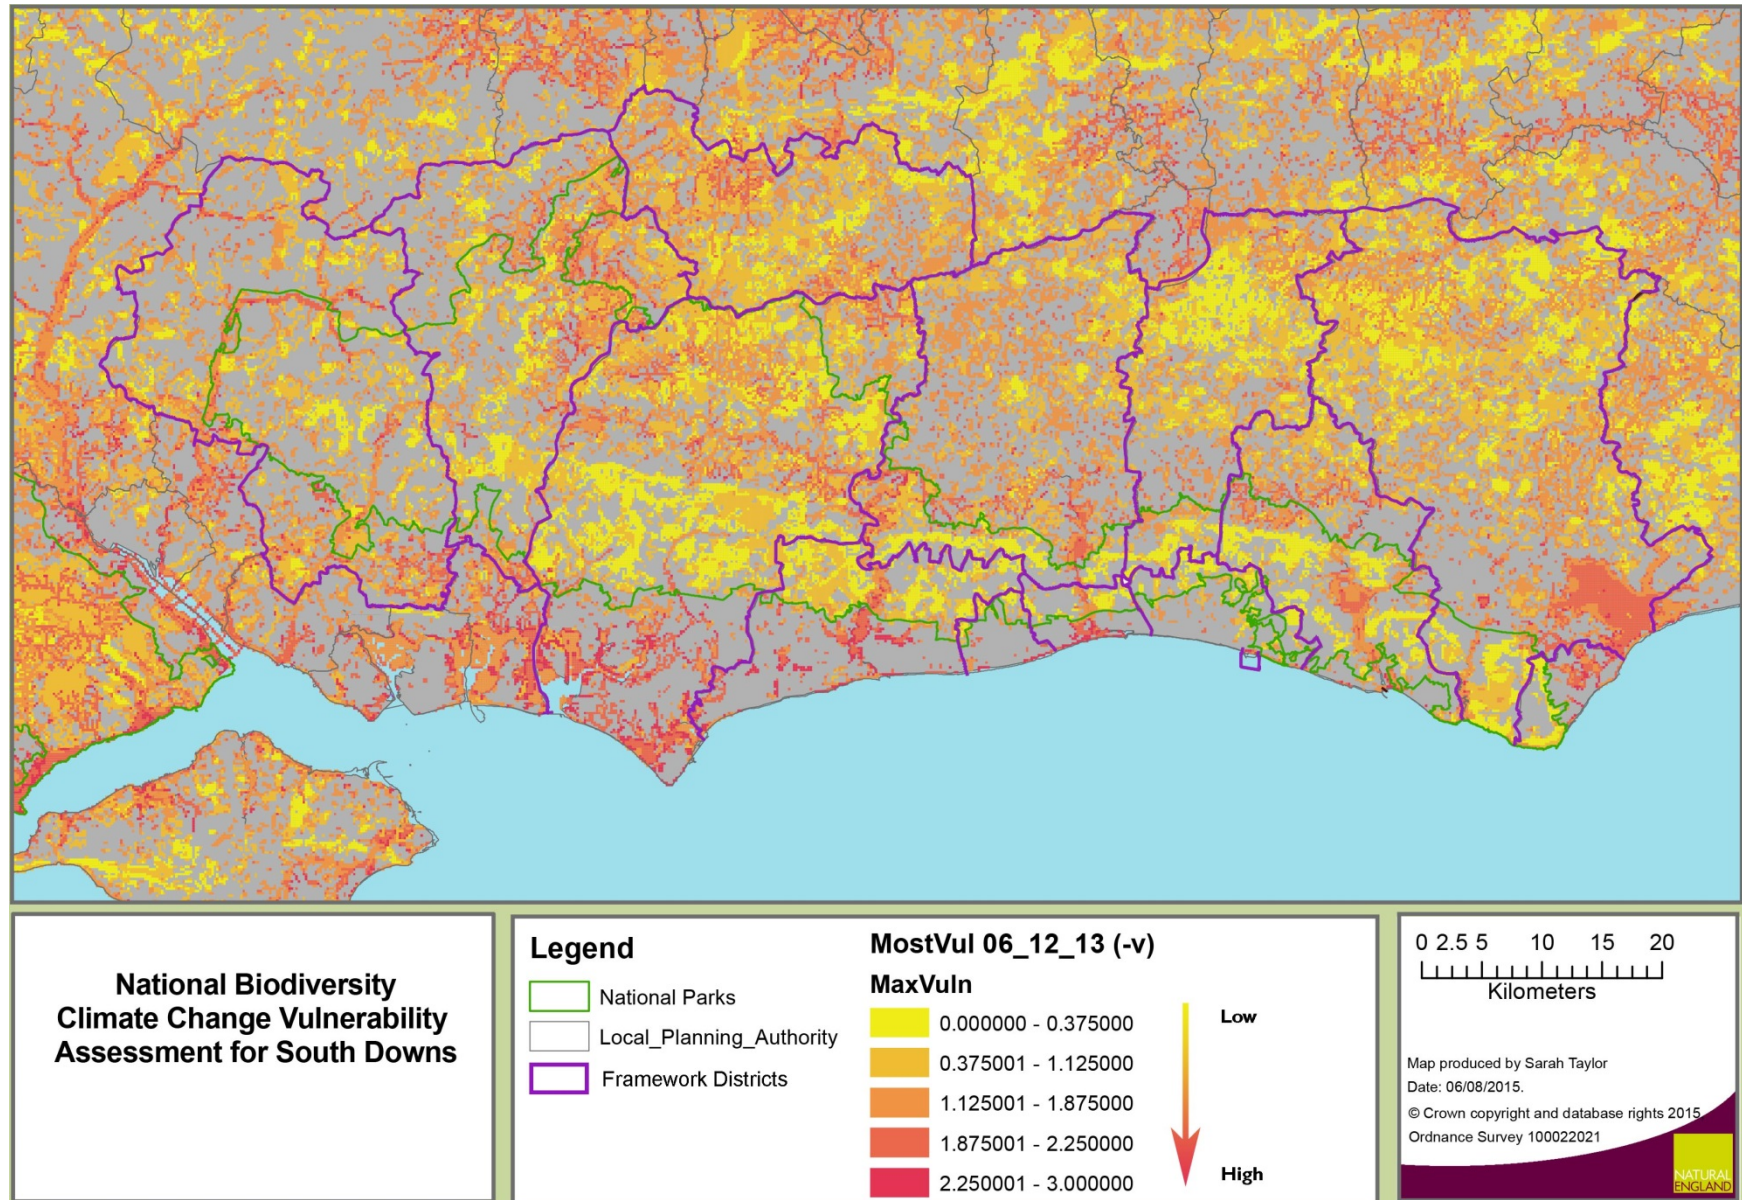 National Biodiversity
Climate Change Vulnerability
Assessment for South Downs
Legend
National Parks
Local_Planning_Authority
Framework Districts
MostVul 06_12_13 (-v)
MaxVuln
0.000000 - 0.375000
0.375001 - 1.125000
1.125001 - 1.875000
1.875001 - 2.250000
2.250001 - 3.000000
Low
High
0 2.5 5 10 15 20
Kilometers
Map produced by Sarah Taylor
Date: 06/08/2015.
© Crown copyright and database rights 2015
Ordnance Survey 100022021
NATURAL
ENGLAND